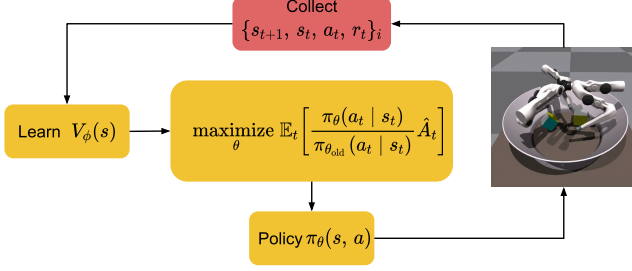 Collect
{s_{t+1}, s_t, a_t, r_t}_i
Learn V_ϕ(s)
maximize_θ 𝔼_t[ π_θ(a_t | s_t) / π_{θ_old}(a_t | s_t) Â_t ]
Policy π_θ(s, a)